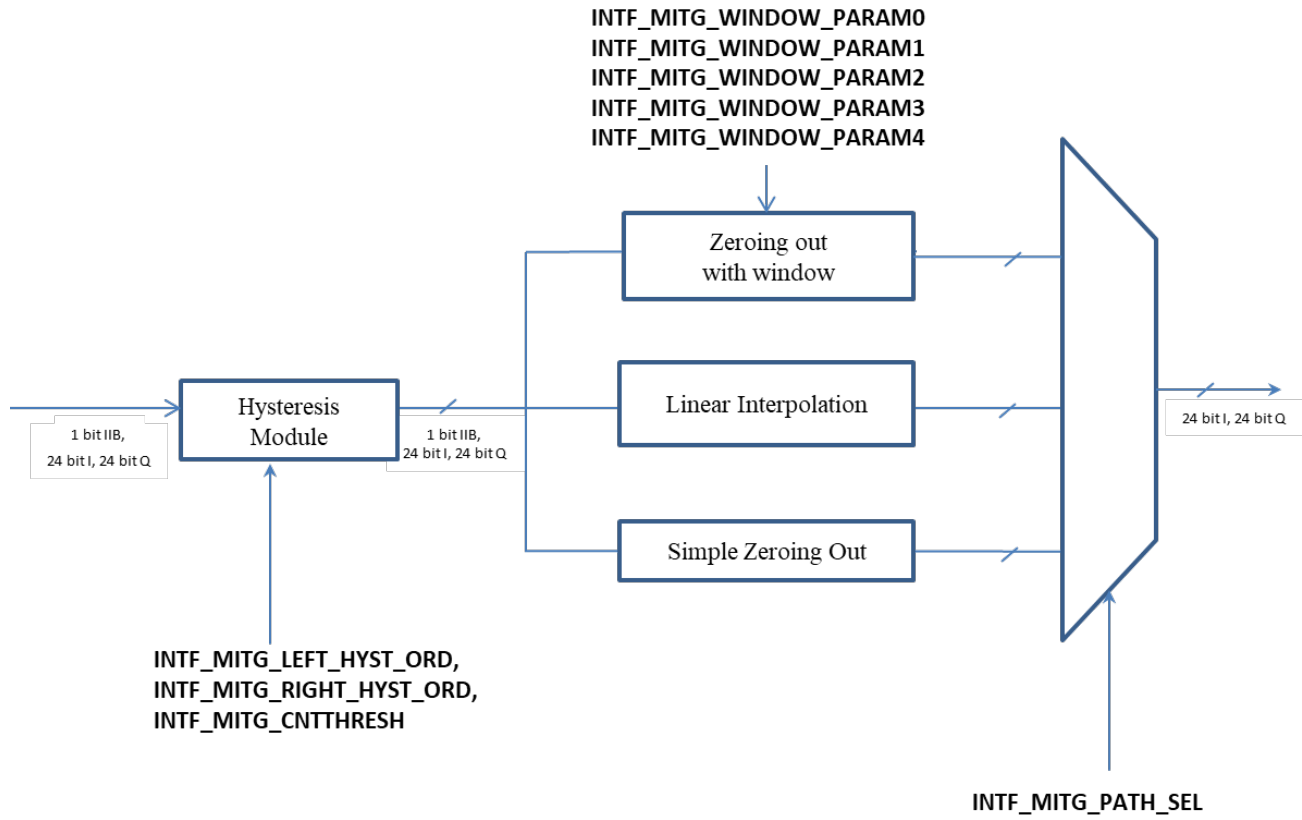 INTF_MITG_WINDOW_PARAM0
INTF_MITG_WINDOW_PARAM1
INTF_MITG_WINDOW_PARAM2
INTF_MITG_WINDOW_PARAM3
INTF_MITG_WINDOW_PARAM4
Zeroing out
with window
Hysteresis
Module
Linear Interpolation
1 bit IIB,
24 bit I, 24 bit Q
1 bit IIB,
24 bit I, 24 bit Q
24 bit I, 24 bit Q
Simple Zeroing Out
INTF_MITG_LEFT_HYST_ORD,
INTF_MITG_RIGHT_HYST_ORD,
INTF_MITG_CNTTHRESH
INTF_MITG_PATH_SEL